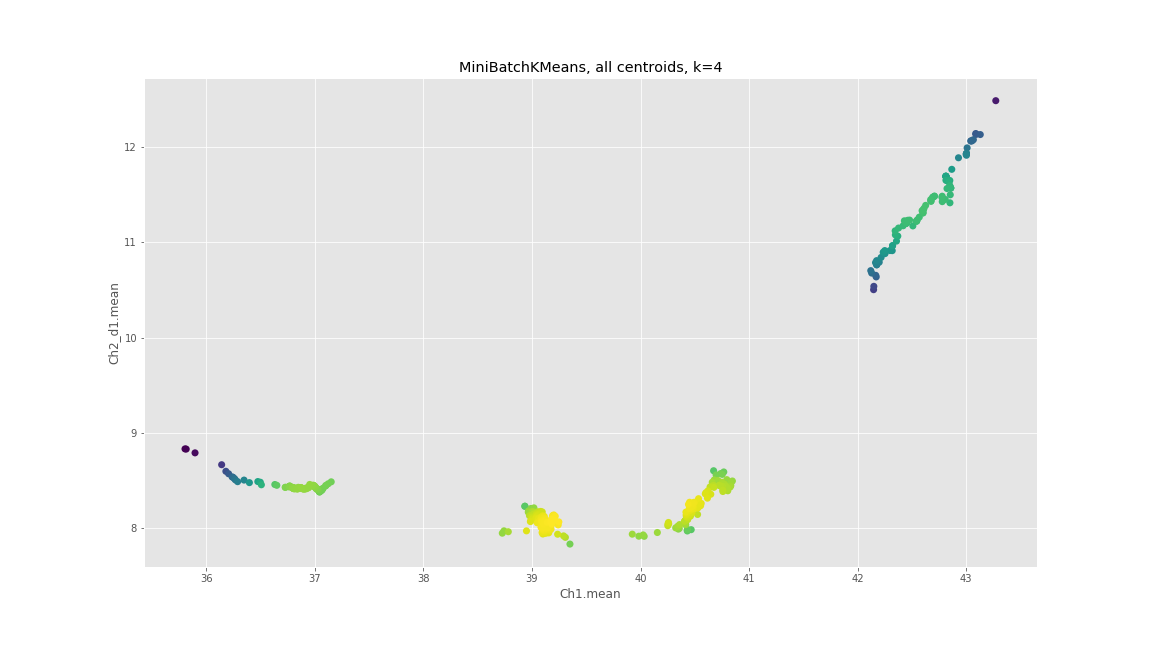 MiniBatchKMeans, all centroids, k=4
12
11
10
9
8
Ch2_d1.mean
36 37 38 39 40 41 42 43
Ch1.mean